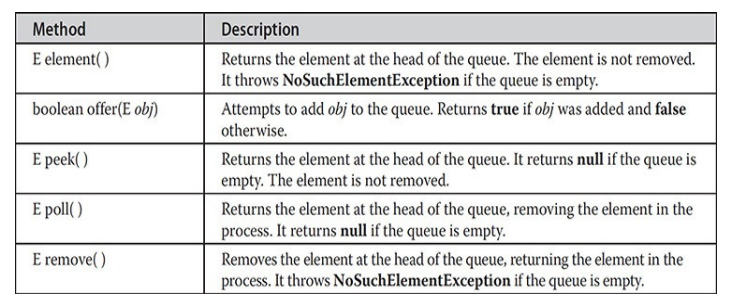 Method Description
E element( ) Returns the element at the head of the queue. The element is not removed.
It throws NoSuchElementException if the queue is empty.
boolean offer(E obj) Attempts to add obj to the queue. Returns true if obj was added and false
otherwise.
E peek( ) Returns the element at the head of the queue. It returns null if the queue is
empty. The element is not removed.
E poll( ) Returns the element at the head of the queue, removing the element in the
process. It returns null if the queue is empty.
E remove( ) Removes the element at the head of the queue, returning the element in the
process. It throws NoSuchElementException if the queue is empty.